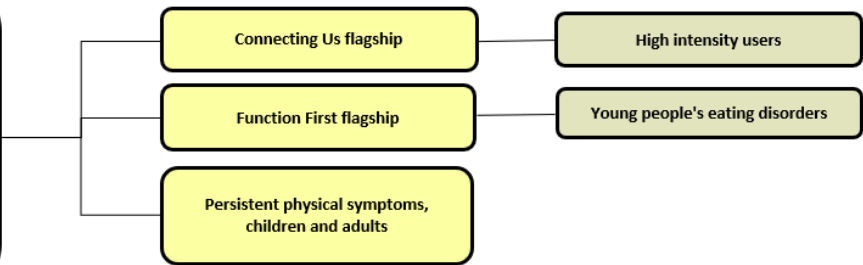 Connecting Us flagship
High intensity users
Function First flagship
Young people's eating disorders
Persistent physical symptoms,
children and adults